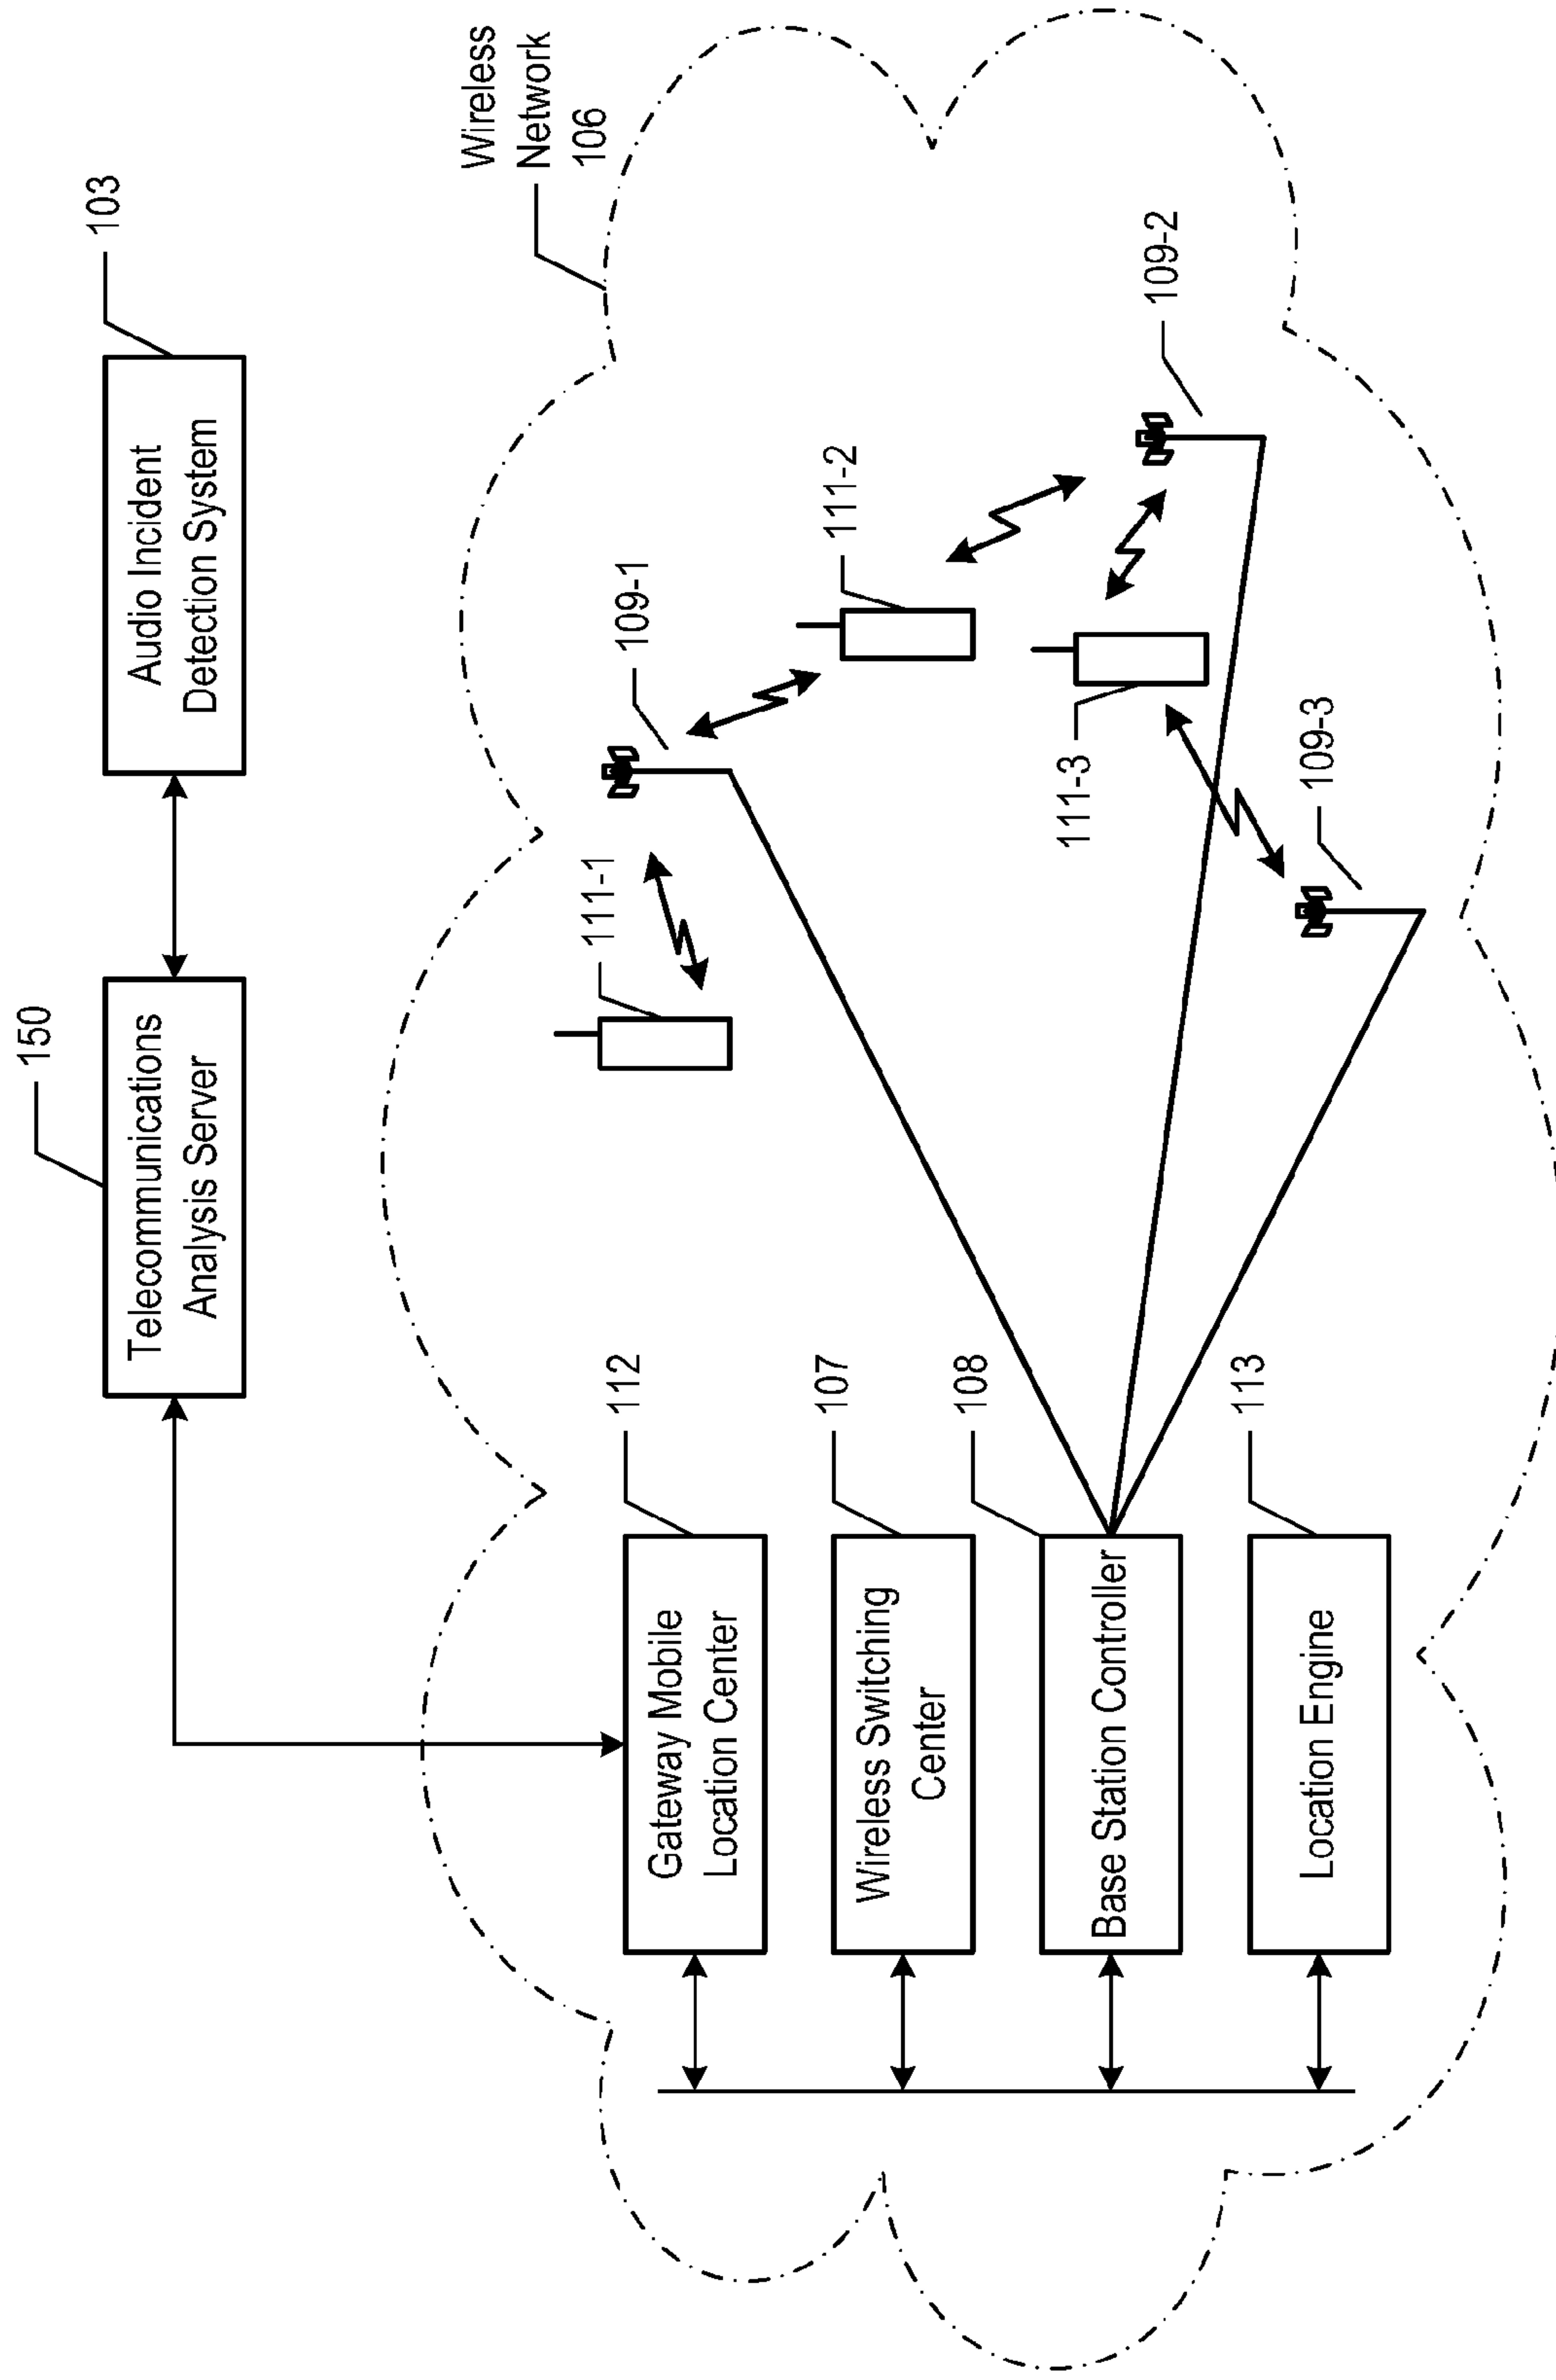 150
Telecommunications
Analysis Server
103
Audio Incident
Detection System
Wireless
Network
106
112
Gateway Mobile
Location Center
107
Wireless Switching
Center
108
Base Station Controller
113
Location Engine
111-1
109-1
111-2
111-3
109-2
109-3